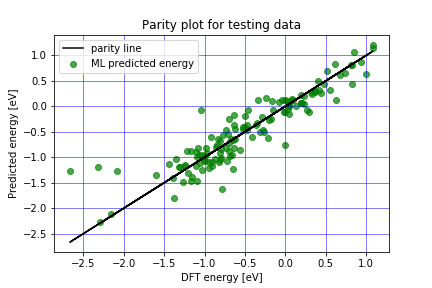 Parity plot for testing data
parity line
ML predicted energy
Predicted energy [eV]
1.0
0.5
0.0
−0.5
−1.0
−1.5
−2.0
−2.5
−2.5 −2.0 −1.5 −1.0 −0.5 0.0 0.5 1.0
DFT energy [eV]